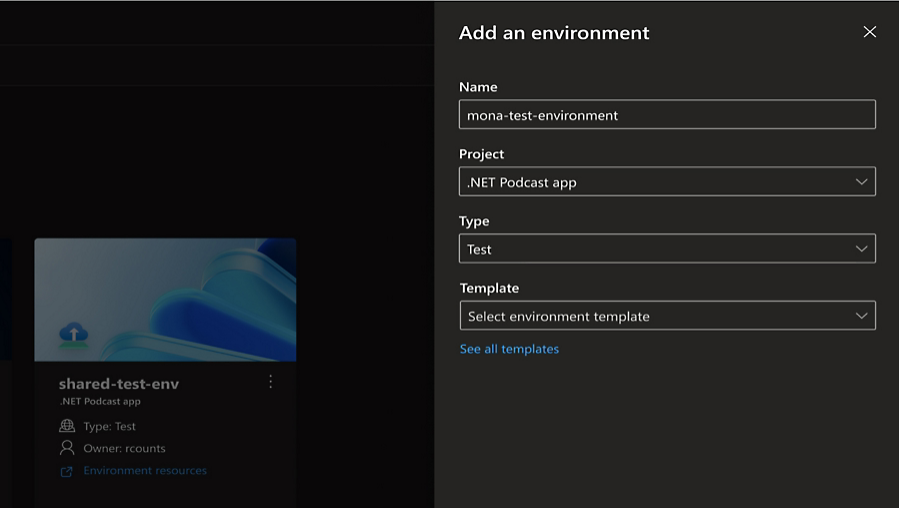 Add an environment
Name
mona-test-environment
Project
.NET Podcast app
Type
Test
Template
Select environment template
See all templates
shared-test-env
.NET Podcast app
Type: Test
Owner: rcounts
Environment resources